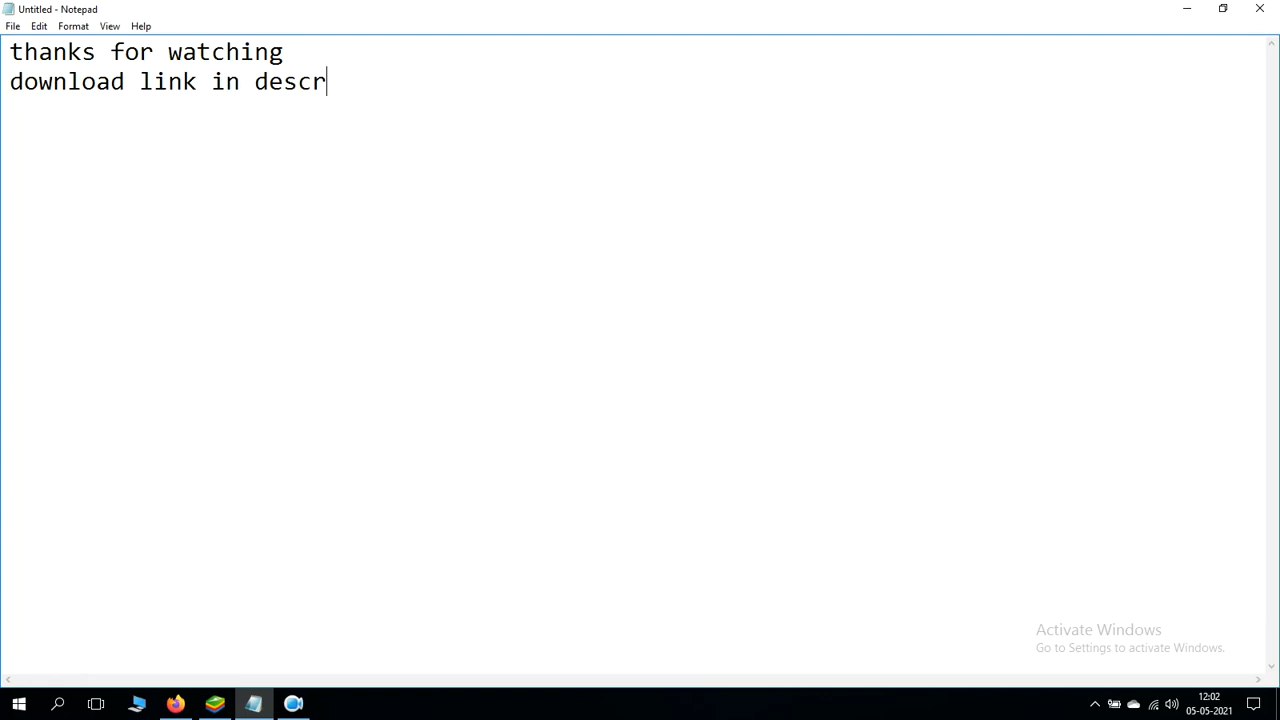 Untitled - Notepad
File Edit Format View Help
thanks for watching
download link in descr
Activate Windows
Go to Settings to activate Windows.
12:02
05-05-2021